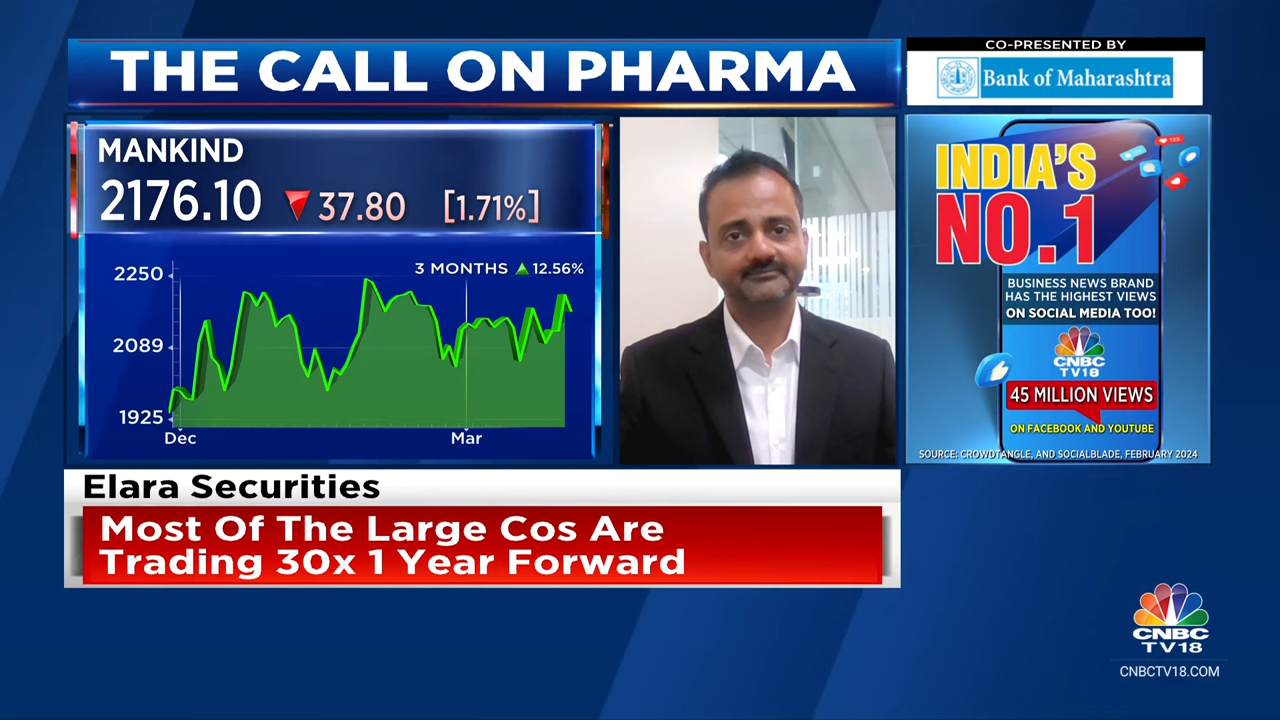 THE CALL ON PHARMA
CO-PRESENTED BY
Bank of Maharashtra
MANKIND
2176.10 ▼ 37.80 [1.71%]
3 MONTHS ▲ 12.56%
2250
2089
1925
Dec
Mar
INDIA'S
NO.1
BUSINESS NEWS BRAND
HAS THE HIGHEST VIEWS
ON SOCIAL MEDIA TOO!
CNBC
TV18
45 MILLION VIEWS
ON FACEBOOK AND YOUTUBE
SOURCE: CROWDTANGLE, AND SOCIALBLADE, FEBRUARY 2024
Elara Securities
Most Of The Large Cos Are
Trading 30x 1 Year Forward
CNBC
TV18
CNBCTV18.COM